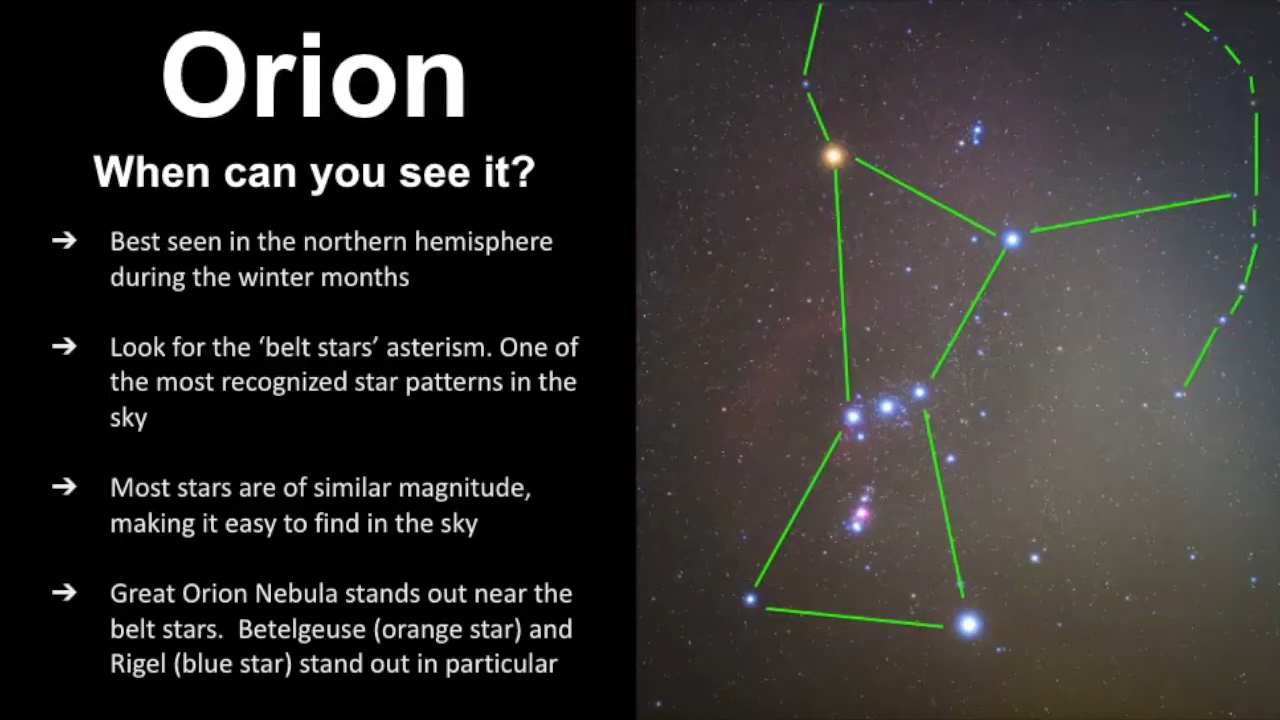 Orion
When can you see it?
➔ Best seen in the northern hemisphere
during the winter months
➔ Look for the ‘belt stars’ asterism. One of
the most recognized star patterns in the
sky
➔ Most stars are of similar magnitude,
making it easy to find in the sky
➔ Great Orion Nebula stands out near the
belt stars.  Betelgeuse (orange star) and
Rigel (blue star) stand out in particular